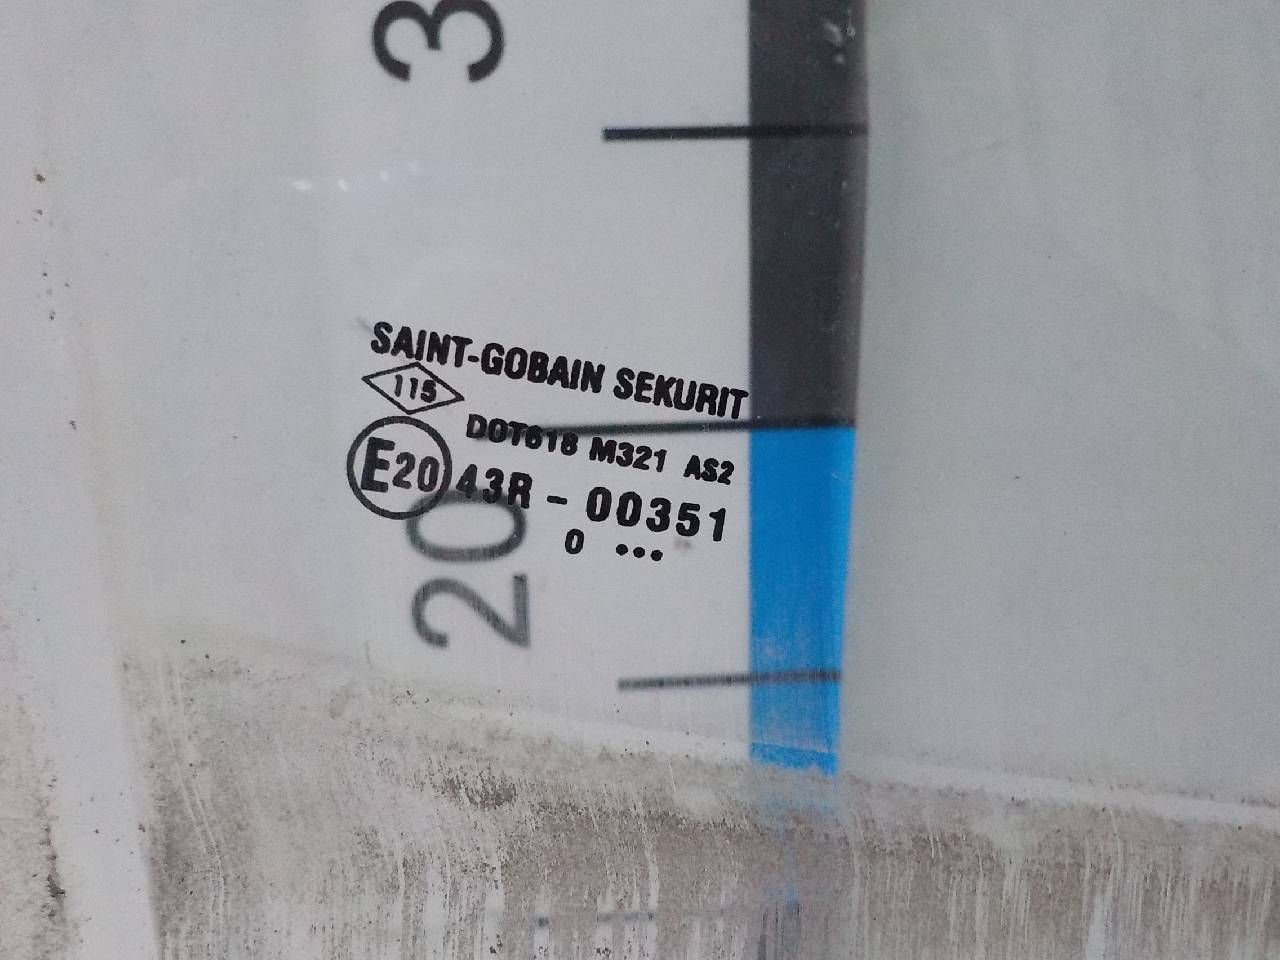 3
SAINT-GOBAIN SEKURIT
115
DOT618 M321 AS2
E20 43R - 00351
0 •••
20